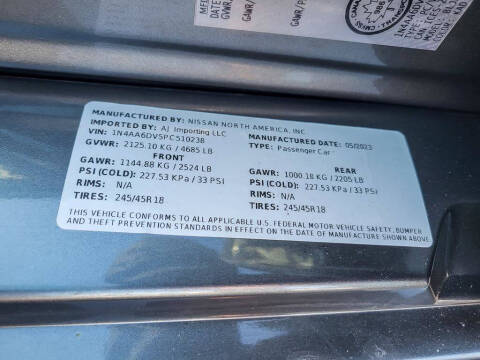 MANUFACTURED BY: NISSAN NORTH AMERICA, INC.
IMPORTED BY: AJ Importing LLC
VIN: 1N4AA6DV5PC510238 MANUFACTURE DATE: 05/2023
GVWR: 2125.10 KG / 4685 LB TYPE: Passenger Car
FRONT REAR
GAWR: 1144.88 KG / 2524 LB GAWR: 1000.18 KG / 2205 LB
PSI (COLD): 227.53 KPa / 33 PSI PSI (COLD): 227.53 KPa / 33 PSI
RIMS: N/A RIMS: N/A
TIRES: 245/45R18 TIRES: 245/45R18
THIS VEHICLE CONFORMS TO ALL APPLICABLE U.S. FEDERAL MOTOR VEHICLE SAFETY, BUMPER
AND THEFT PREVENTION STANDARDS IN EFFECT ON THE DATE OF MANUFACTURE SHOWN ABOVE.